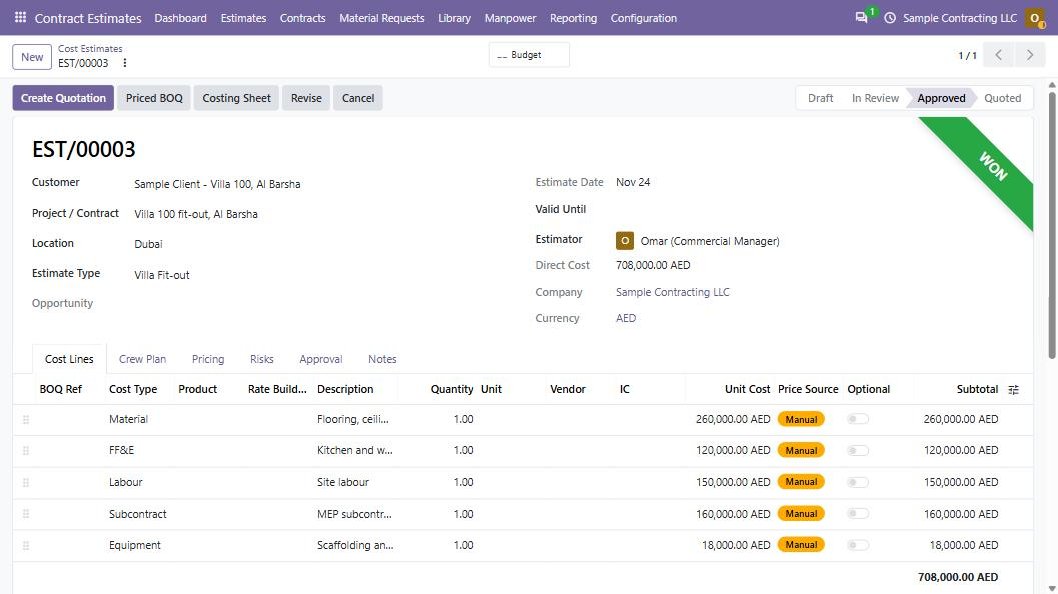 Contract Estimates Dashboard Estimates Contracts Material Requests Library Manpower Reporting Configuration 1 Sample Contracting LLC O
New Cost Estimates
EST/00003
__ Budget
1 / 1
Create Quotation Priced BOQ Costing Sheet Revise Cancel Draft In Review Approved Quoted
WON
EST/00003
Customer Sample Client - Villa 100, Al Barsha
Project / Contract Villa 100 fit-out, Al Barsha
Location Dubai
Estimate Type Villa Fit-out
Opportunity
Estimate Date Nov 24
Valid Until
Estimator O Omar (Commercial Manager)
Direct Cost 708,000.00 AED
Company Sample Contracting LLC
Currency AED
Cost Lines Crew Plan Pricing Risks Approval Notes
BOQ Ref Cost Type Product Rate Build... Description Quantity Unit Vendor IC Unit Cost Price Source Optional Subtotal
Material Flooring, ceili... 1.00 260,000.00 AED Manual 260,000.00 AED
FF&E Kitchen and w... 1.00 120,000.00 AED Manual 120,000.00 AED
Labour Site labour 1.00 150,000.00 AED Manual 150,000.00 AED
Subcontract MEP subcontr... 1.00 160,000.00 AED Manual 160,000.00 AED
Equipment Scaffolding an... 1.00 18,000.00 AED Manual 18,000.00 AED
708,000.00 AED